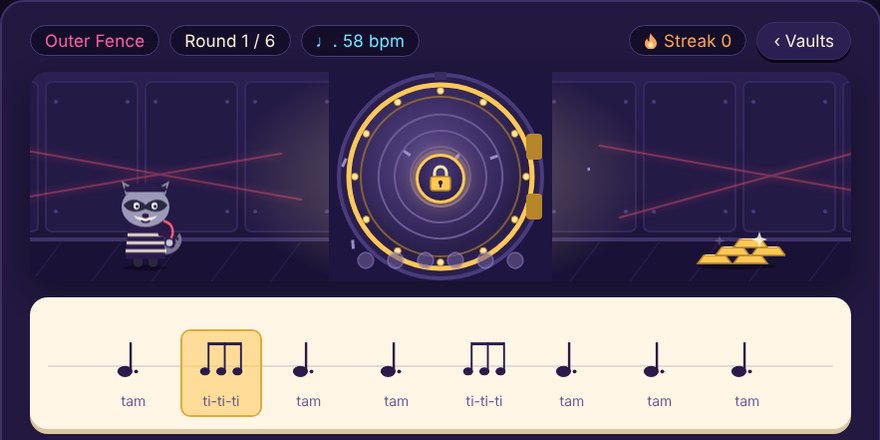 Outer Fence
Round 1 / 6
♩. 58 bpm
🔥 Streak 0
‹ Vaults
tam ti-ti-ti tam tam ti-ti-ti tam tam tam